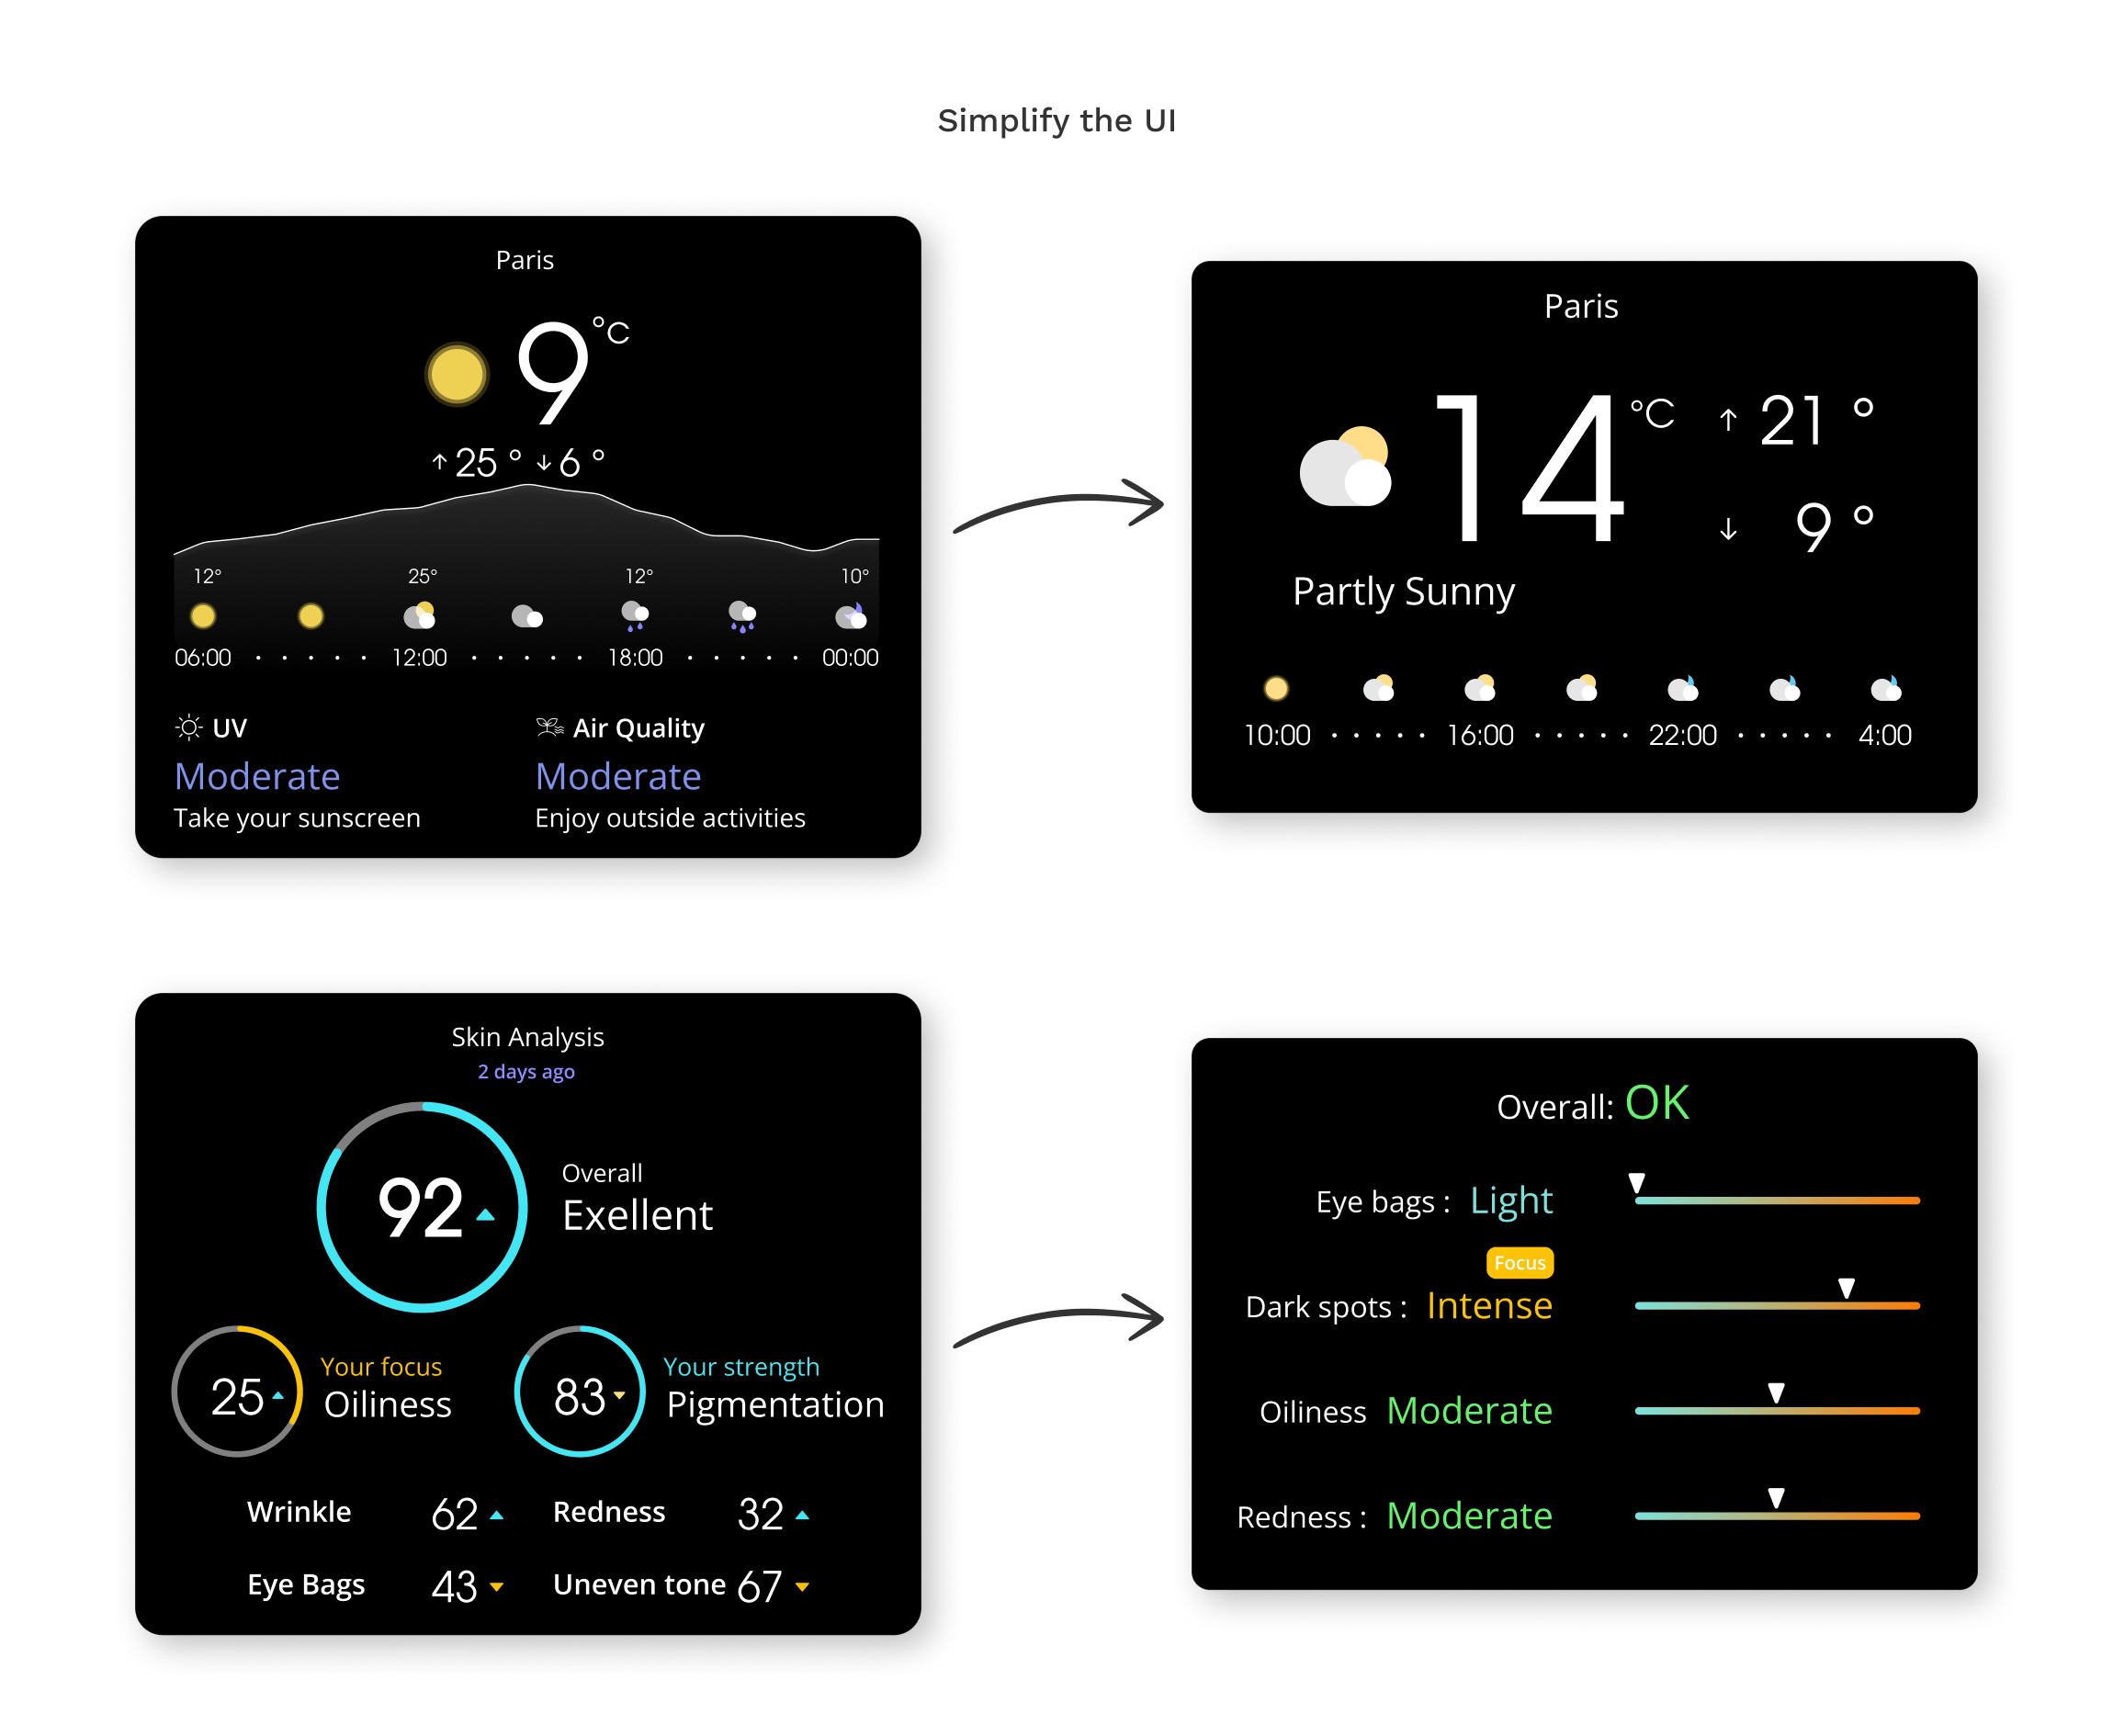 Simplify the UI
Paris
9 °C
↑ 25 ° ↓ 6 °
12° 25° 12° 10°
06:00 · · · · · 12:00 · · · · · 18:00 · · · · · 00:00
UV
Moderate
Take your sunscreen
Air Quality
Moderate
Enjoy outside activities
Paris
14 °C
↑ 21 °
↓ 9 °
Partly Sunny
10:00 · · · · · 16:00 · · · · · 22:00 · · · · · 4:00
Skin Analysis
2 days ago
92
Overall
Exellent
25
Your focus
Oiliness
83
Your strength
Pigmentation
Wrinkle 62
Redness 32
Eye Bags 43
Uneven tone 67
Overall: OK
Eye bags : Light
Focus
Dark spots : Intense
Oiliness Moderate
Redness : Moderate